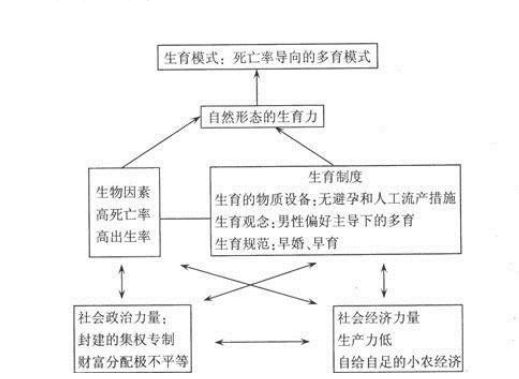 生育模式：死亡率导向的多育模式
自然形态的生育力
生物因素
高死亡率
高出生率
生育制度
生育的物质设备:无避孕和人工流产措施
生育观念:男性偏好主导下的多育
生育规范:早婚、早育
社会政治力量:
封建的集权专制
财富分配极不平等
社会经济力量
生产力低
自给自足的小农经济